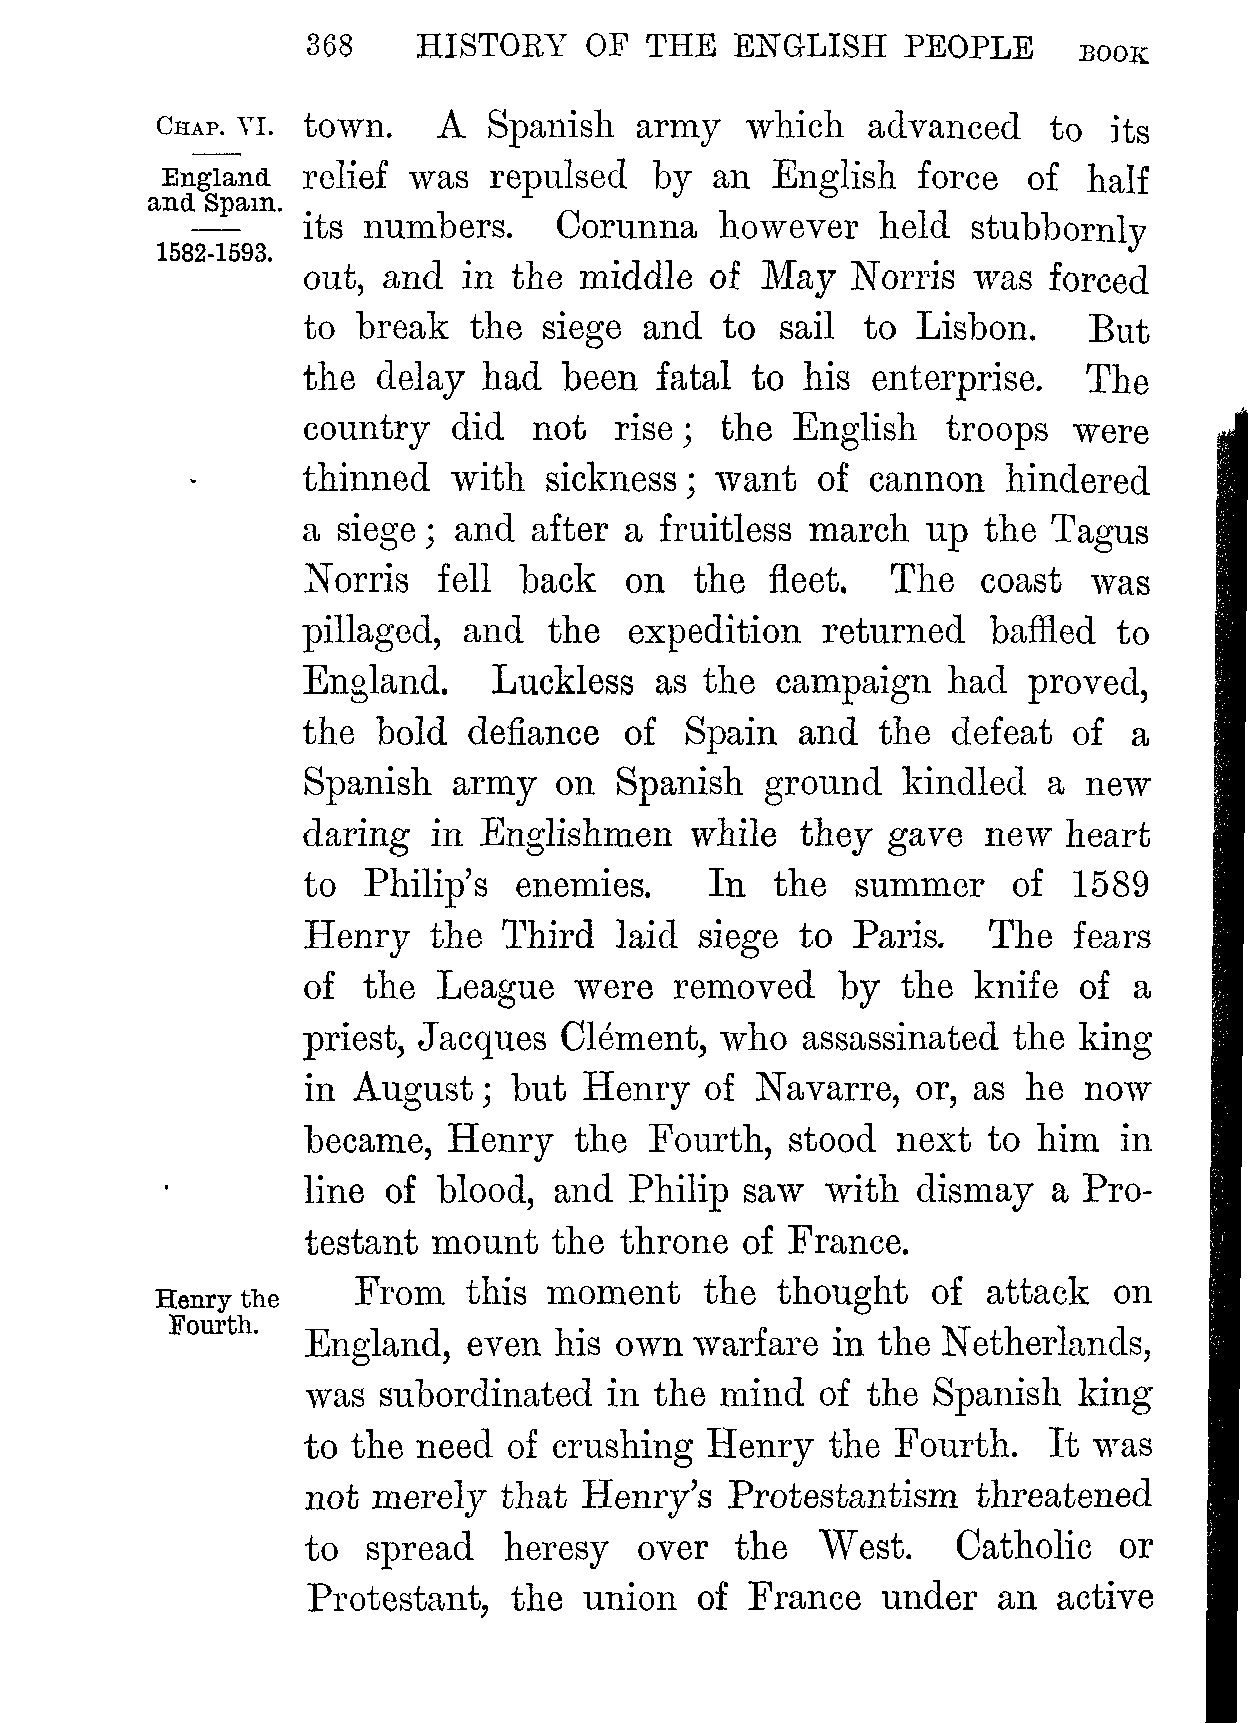 368 HISTORY OF THE ENGLISH PEOPLE BOOK
CHAP. VI.
England
and Spain.
1582-1593.
town. A Spanish army which advanced to its
relief was repulsed by an English force of half
its numbers. Corunna however held stubbornly
out, and in the middle of May Norris was forced
to break the siege and to sail to Lisbon. But
the delay had been fatal to his enterprise. The
country did not rise; the English troops were
thinned with sickness; want of cannon hindered
a siege; and after a fruitless march up the Tagus
Norris fell back on the fleet. The coast was
pillaged, and the expedition returned baffled to
England. Luckless as the campaign had proved,
the bold defiance of Spain and the defeat of a
Spanish army on Spanish ground kindled a new
daring in Englishmen while they gave new heart
to Philip's enemies. In the summer of 1589
Henry the Third laid siege to Paris. The fears
of the League were removed by the knife of a
priest, Jacques Clément, who assassinated the king
in August; but Henry of Navarre, or, as he now
became, Henry the Fourth, stood next to him in
line of blood, and Philip saw with dismay a Pro-
testant mount the throne of France.
Henry the
Fourth.
From this moment the thought of attack on
England, even his own warfare in the Netherlands,
was subordinated in the mind of the Spanish king
to the need of crushing Henry the Fourth. It was
not merely that Henry's Protestantism threatened
to spread heresy over the West. Catholic or
Protestant, the union of France under an active